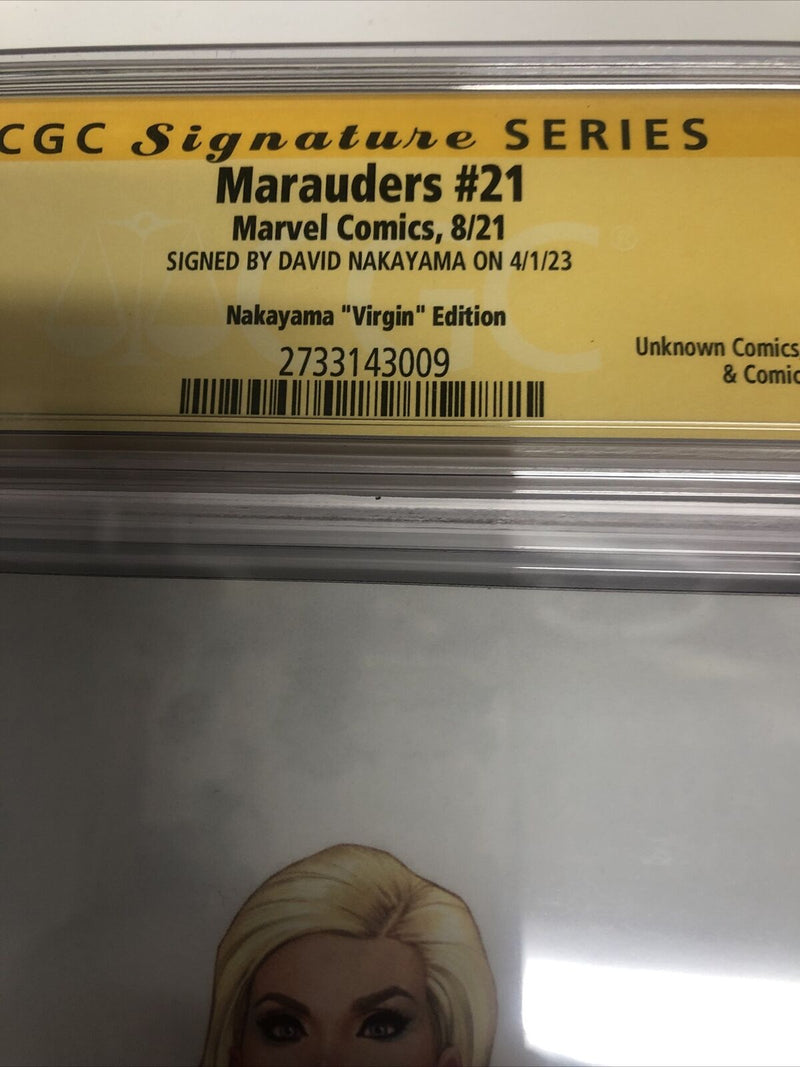 CGC Signature SERIES
Marauders #21
Marvel Comics, 8/21
SIGNED BY DAVID NAKAYAMA ON 4/1/23
Nakayama "Virgin" Edition
2733143009
Unknown Comics
& Comic
CGC®